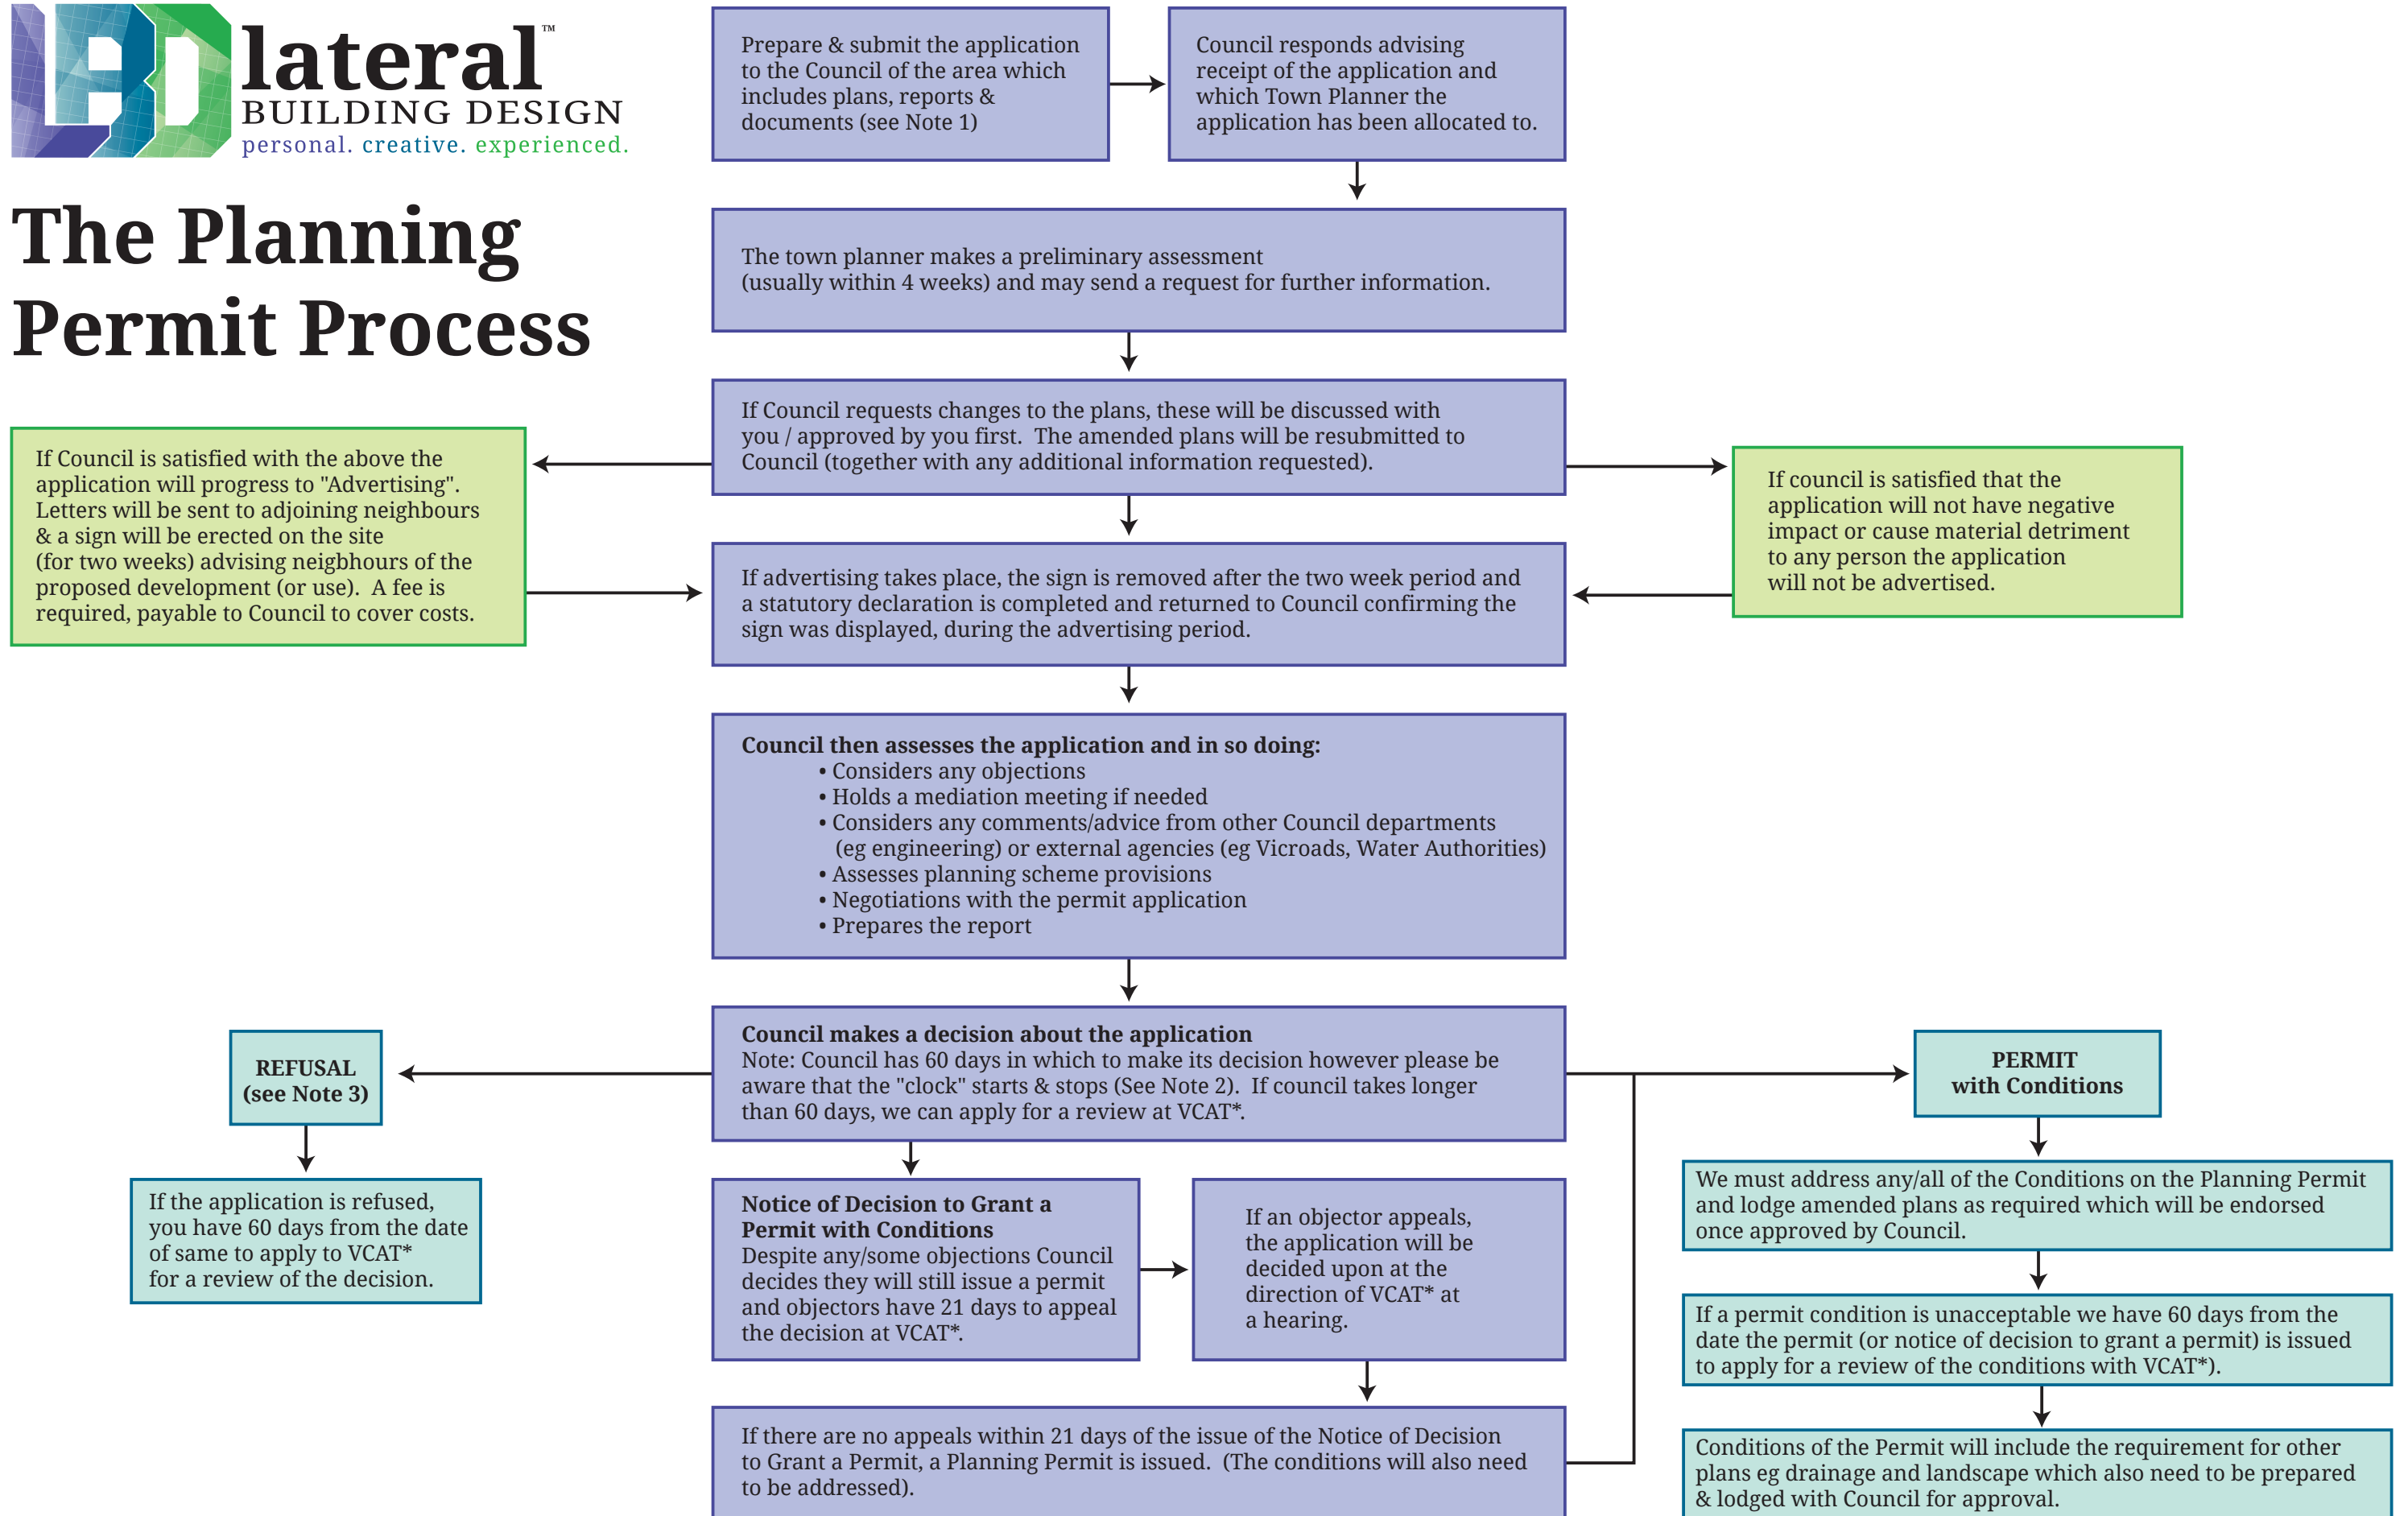 LBD
lateral™
BUILDING DESIGN
personal. creative. experienced.
The Planning
Permit Process
Prepare & submit the application
to the Council of the area which
includes plans, reports &
documents (see Note 1)
Council responds advising
receipt of the application and
which Town Planner the
application has been allocated to.
The town planner makes a preliminary assessment
(usually within 4 weeks) and may send a request for further information.
If Council requests changes to the plans, these will be discussed with
you / approved by you first.  The amended plans will be resubmitted to
Council (together with any additional information requested).
If Council is satisfied with the above the
application will progress to "Advertising".
Letters will be sent to adjoining neighbours
& a sign will be erected on the site
(for two weeks) advising neigbhours of the
proposed development (or use).  A fee is
required, payable to Council to cover costs.
If council is satisfied that the
application will not have negative
impact or cause material detriment
to any person the application
will not be advertised.
If advertising takes place, the sign is removed after the two week period and
a statutory declaration is completed and returned to Council confirming the
sign was displayed, during the advertising period.
Council then assesses the application and in so doing:
• Considers any objections
• Holds a mediation meeting if needed
• Considers any comments/advice from other Council departments
(eg engineering) or external agencies (eg Vicroads, Water Authorities)
• Assesses planning scheme provisions
• Negotiations with the permit application
• Prepares the report
Council makes a decision about the application
Note: Council has 60 days in which to make its decision however please be
aware that the "clock" starts & stops (See Note 2).  If council takes longer
than 60 days, we can apply for a review at VCAT*.
REFUSAL
(see Note 3)
If the application is refused,
you have 60 days from the date
of same to apply to VCAT*
for a review of the decision.
Notice of Decision to Grant a
Permit with Conditions
Despite any/some objections Council
decides they will still issue a permit
and objectors have 21 days to appeal
the decision at VCAT*.
If an objector appeals,
the application will be
decided upon at the
direction of VCAT* at
a hearing.
If there are no appeals within 21 days of the issue of the Notice of Decision
to Grant a Permit, a Planning Permit is issued.  (The conditions will also need
to be addressed).
PERMIT
with Conditions
We must address any/all of the Conditions on the Planning Permit
and lodge amended plans as required which will be endorsed
once approved by Council.
If a permit condition is unacceptable we have 60 days from the
date the permit (or notice of decision to grant a permit) is issued
to apply for a review of the conditions with VCAT*).
Conditions of the Permit will include the requirement for other
plans eg drainage and landscape which also need to be prepared
& lodged with Council for approval.